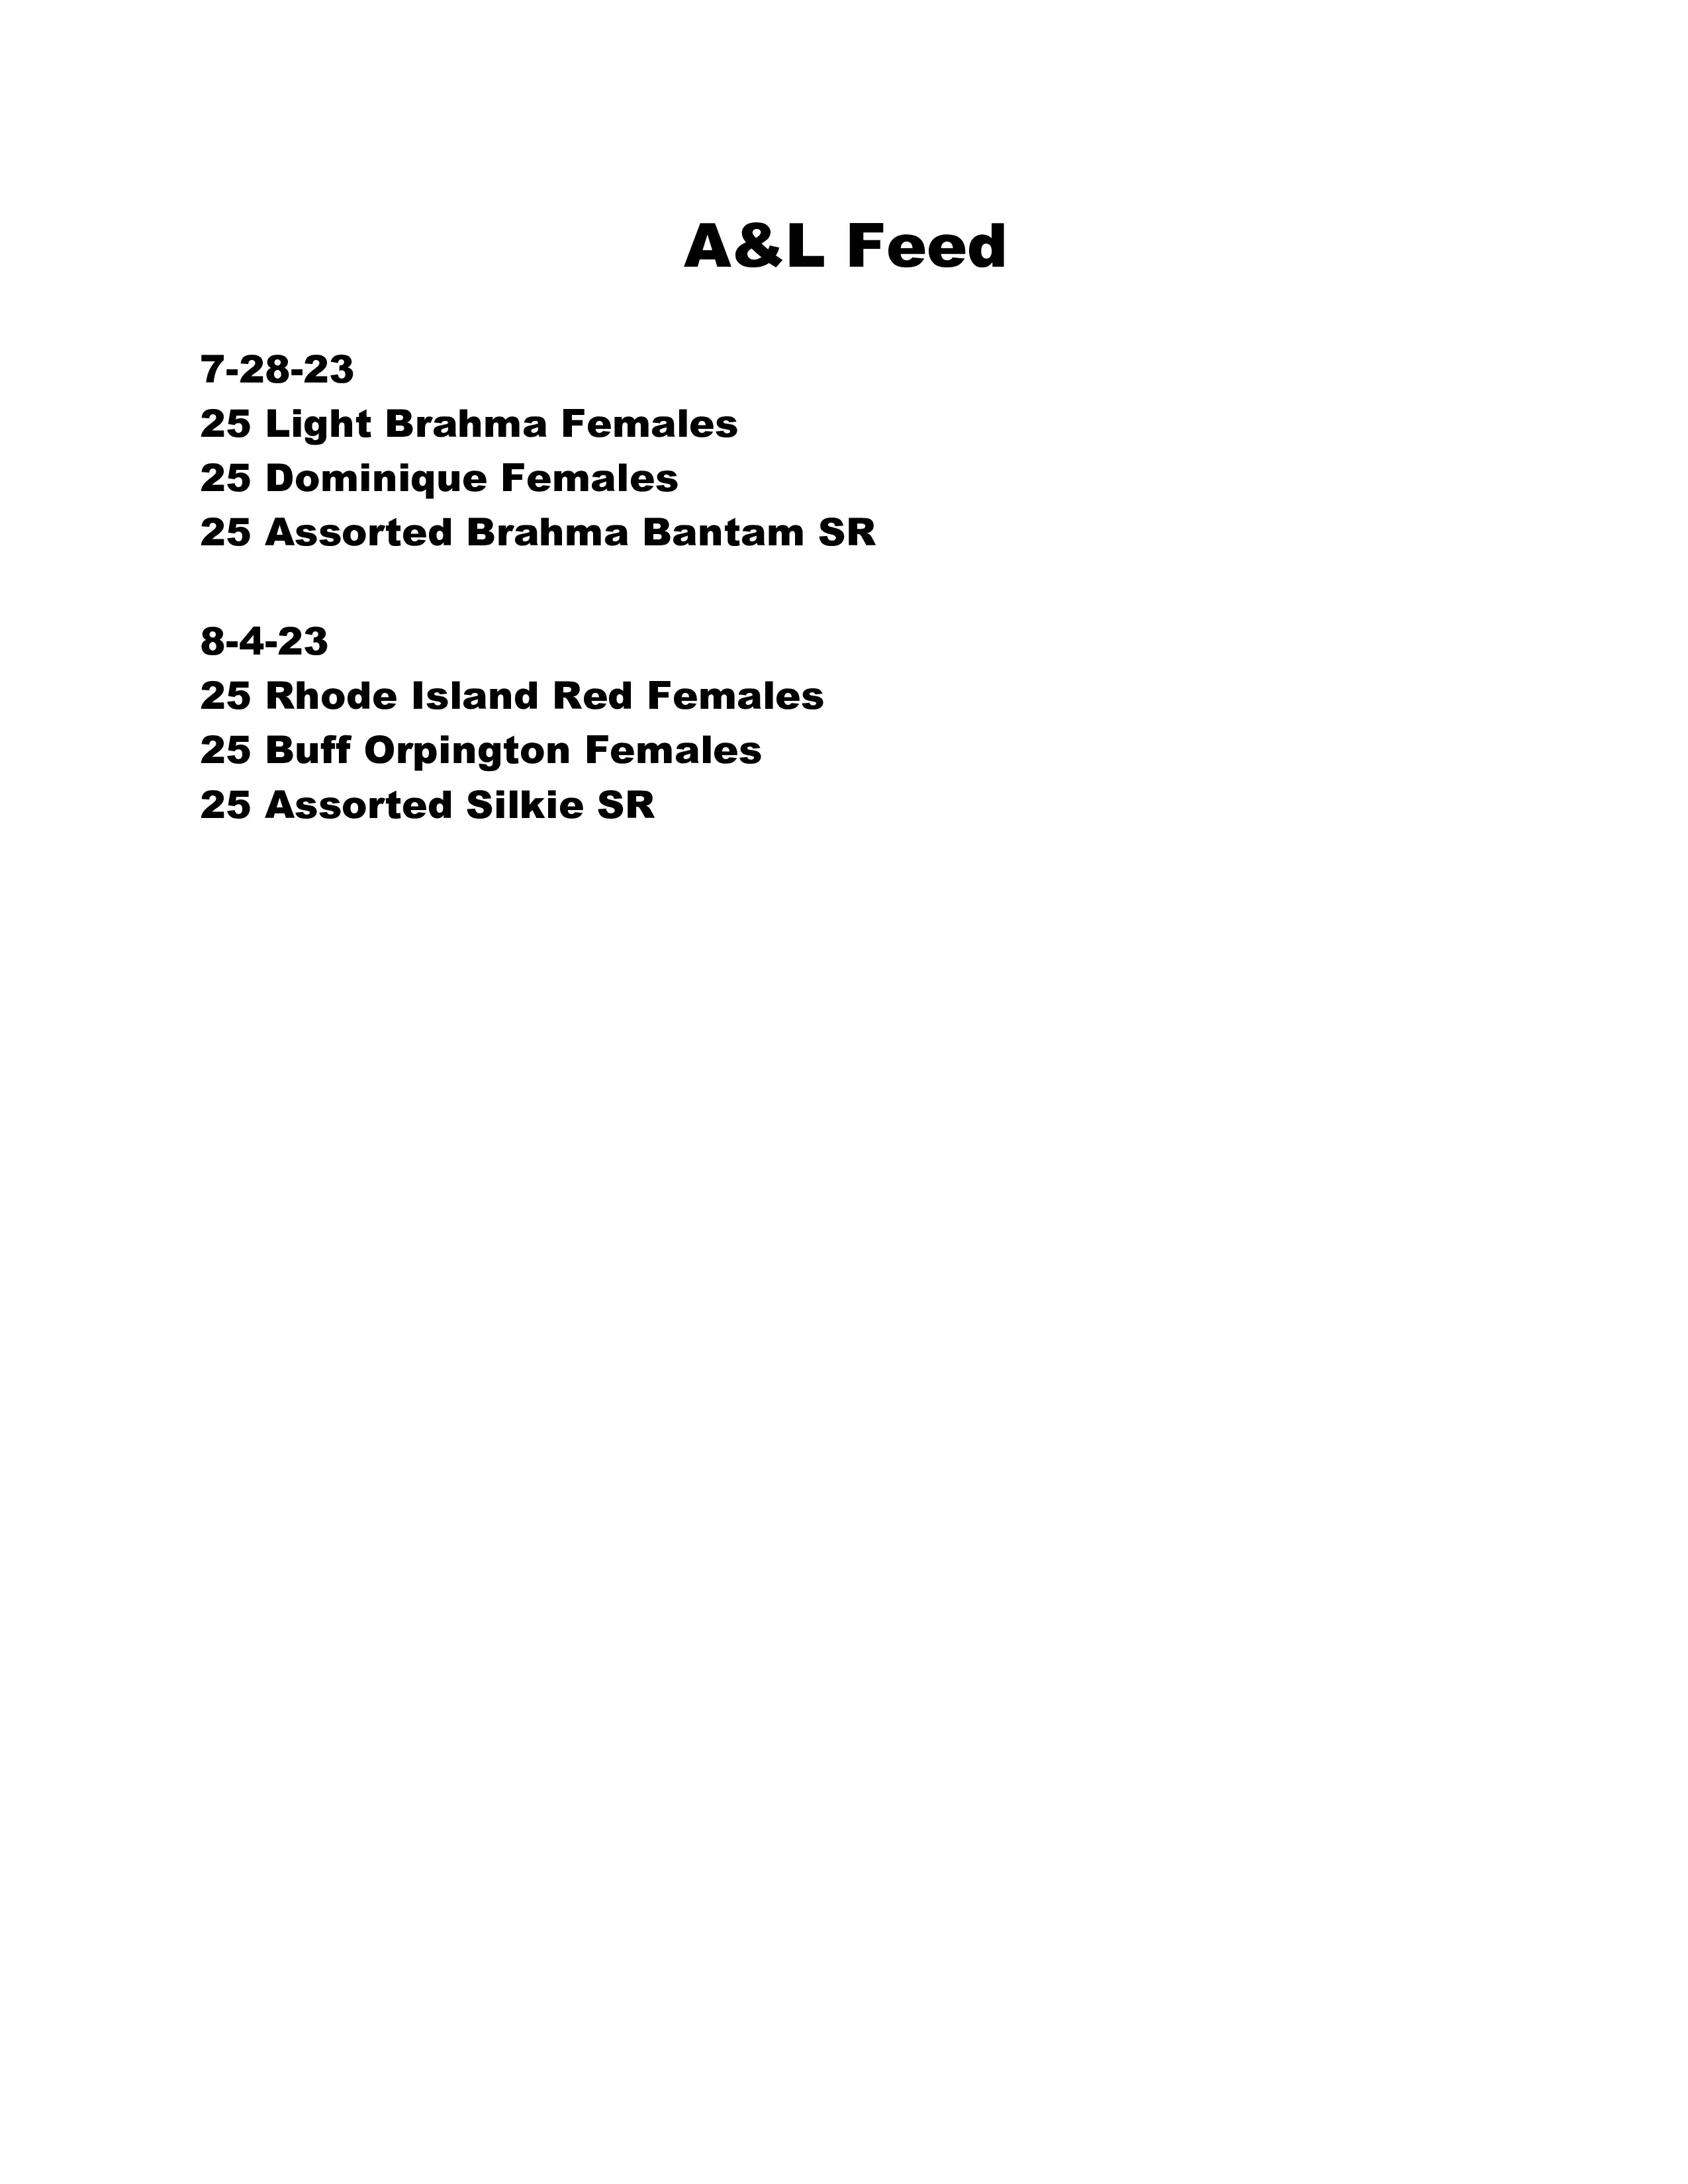 A&L Feed
7-28-23
25 Light Brahma Females
25 Dominique Females
25 Assorted Brahma Bantam SR
8-4-23
25 Rhode Island Red Females
25 Buff Orpington Females
25 Assorted Silkie SR